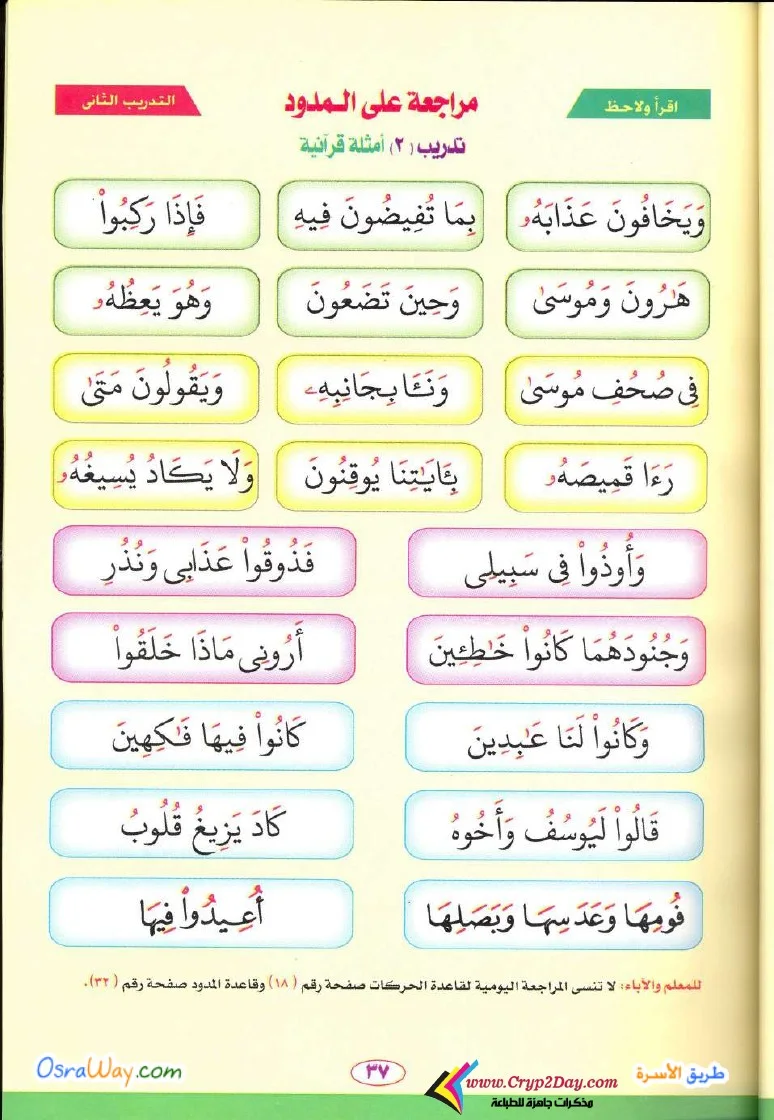 اقرأ ولاحظ مراجعة على المدود التدريب الثانى
تدريب (٢) أمثلة قرآنية
وَيَخَافُونَ عَذَابَهُۥ بِمَا تُفِيضُونَ فِيهِ فَإِذَا رَكِبُواْ
هَٰرُونَ وَمُوسَىٰ وَحِينَ تَضَعُونَ وَهُوَ يَعِظُهُۥ
فِى صُحُفِ مُوسَىٰ وَنَـَٔا بِجَانِبِهِۦ وَيَقُولُونَ مَتَىٰ
رَءَا قَمِيصَهُۥ بِـَٔايَٰتِنَا يُوقِنُونَ وَلَا يَكَادُ يُسِيغُهُۥ
وَأُوذُواْ فِى سَبِيلِى فَذُوقُواْ عَذَابِى وَنُذُرِ
وَجُنُودَهُمَا كَانُواْ خَٰطِـِٔينَ أَرُونِى مَاذَا خَلَقُواْ
وَكَانُواْ لَنَا عَٰبِدِينَ كَانُواْ فِيهَا فَٰكِهِينَ
قَالُواْ لَيُوسُفُ وَأَخُوهُ كَادَ يَزِيغُ قُلُوبُ
فُومِهَا وَعَدَسِهَا وَبَصَلِهَا أُعِيدُواْ فِيهَا
للمعلم والآباء: لا تنسى المراجعة اليومية لقاعدة الحركات صفحة رقم (١٨) وقاعدة المدود صفحة رقم (٣٢).
طريق الأسرة www.Cryp2Day.com ٣٧ OsraWay.com
مذكرات جاهزة للطباعة